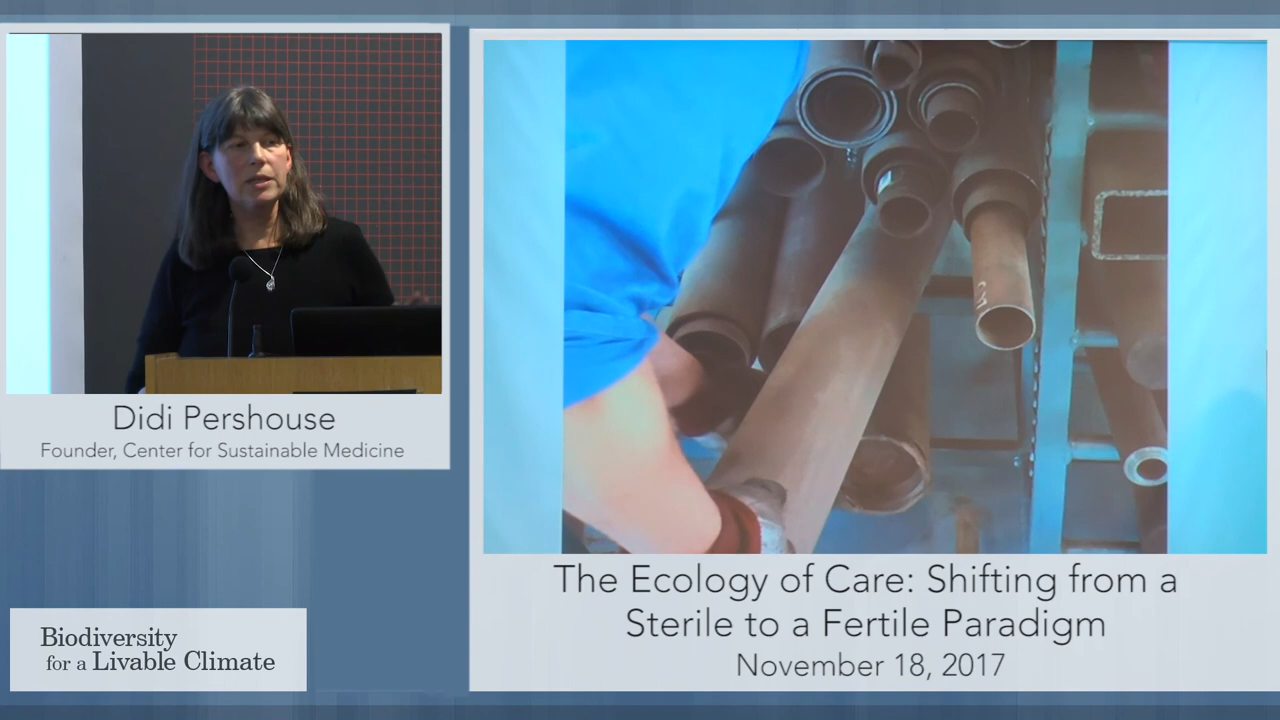 Didi Pershouse
Founder, Center for Sustainable Medicine
The Ecology of Care: Shifting from a
Sterile to a Fertile Paradigm
November 18, 2017
Biodiversity
for a Livable Climate